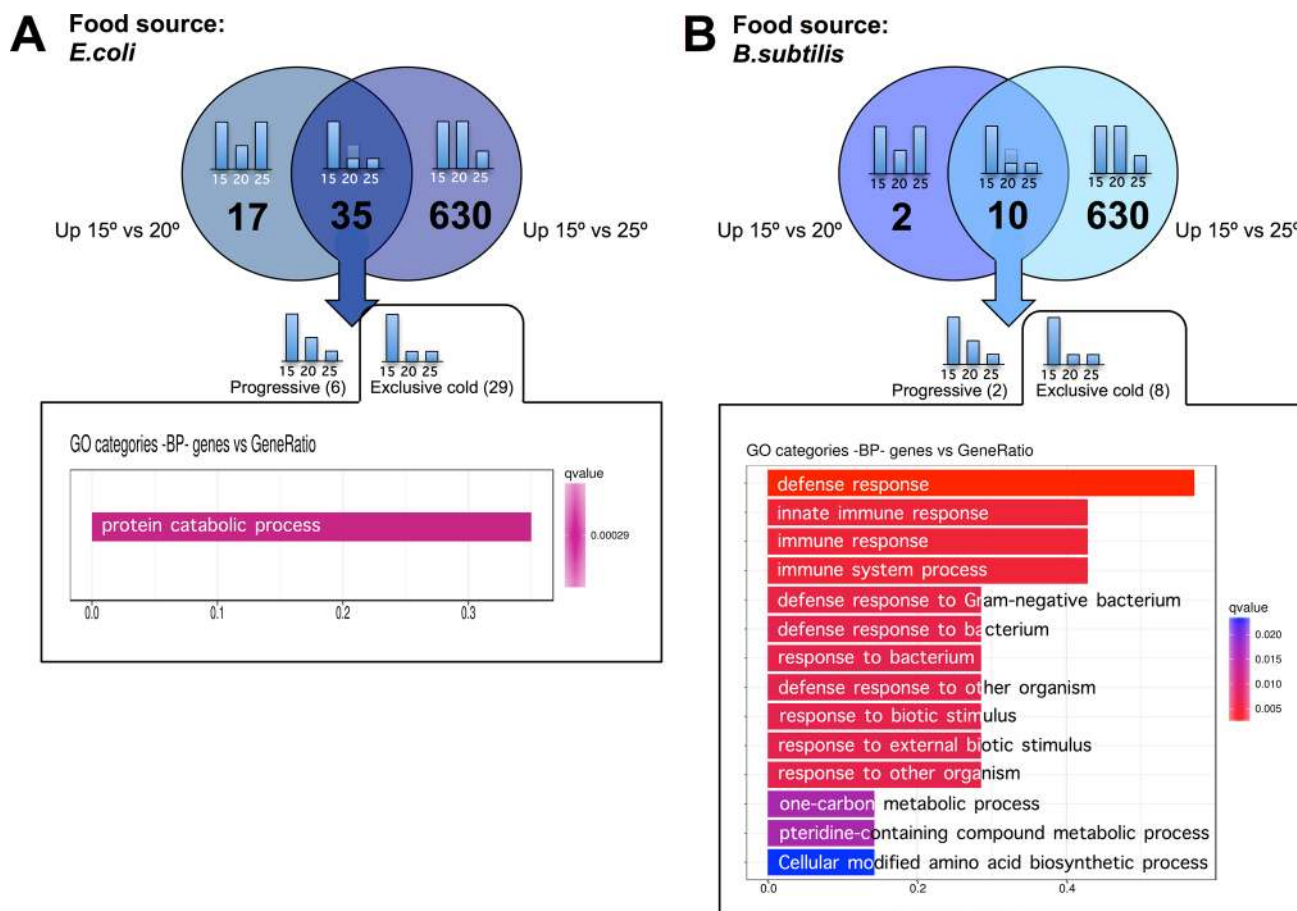 A
Food source:
E.coli
15 20 25
15 20 25
15 20 25
17
35
630
Up 15º vs 20º
Up 15º vs 25º
15 20 25
15 20 25
Progressive (6)
Exclusive cold (29)
GO categories -BP- genes vs GeneRatio
protein catabolic process
0.0
0.1
0.2
0.3
qvalue
0.00029
B
Food source:
B.subtilis
15 20 25
15 20 25
15 20 25
2
10
630
Up 15º vs 20º
Up 15º vs 25º
15 20 25
15 20 25
Progressive (2)
Exclusive cold (8)
GO categories -BP- genes vs GeneRatio
defense response
innate immune response
immune response
immune system process
defense response to Gram-negative bacterium
defense response to bacterium
response to bacterium
defense response to other organism
response to biotic stimulus
response to external biotic stimulus
response to other organism
one-carbon metabolic process
pteridine-containing compound metabolic process
Cellular modified amino acid biosynthetic process
0.0
0.2
0.4
qvalue
0.020
0.015
0.010
0.005